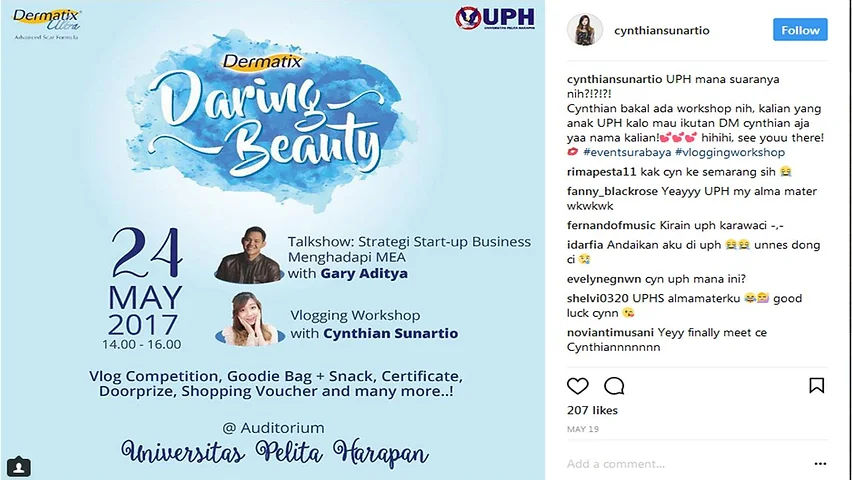 Dermatix®
Ultra
Advanced Scar Formula
UPH
UNIVERSITAS PELITA HARAPAN
Dermatix
Daring
Beauty
24
MAY
2017
14.00 - 16.00
Talkshow: Strategi Start-up Business
Menghadapi MEA
with Gary Aditya
Vlogging Workshop
with Cynthian Sunartio
Vlog Competition, Goodie Bag + Snack, Certificate,
Doorprize, Shopping Voucher and many more..!
@ Auditorium
Universitas Pelita Harapan
cynthiansunartio
Follow
cynthiansunartio UPH mana suaranya
nih?!?!?!
Cynthian bakal ada workshop nih, kalian yang
anak UPH kalo mau ikutan DM cynthian aja
yaa nama kalian!💕💕💕 hihihi, see youu there!
💋 #eventsurabaya #vloggingworkshop
rimapesta11 kak cyn ke semarang sih 😂
fanny_blackrose Yeayyy UPH my alma mater
wkwkwk
fernandofmusic Kirain uph karawaci -,-
idarfia Andaikan aku di uph 😂😂 unnes dong
ci 😢
evelynegnwn cyn uph mana ini?
shelvi0320 UPHS almamaterku 😂💁 good
luck cynn 😘
noviantimusani Yeyy finally meet ce
Cynthiannnnnnn
207 likes
MAY 19
Add a comment...